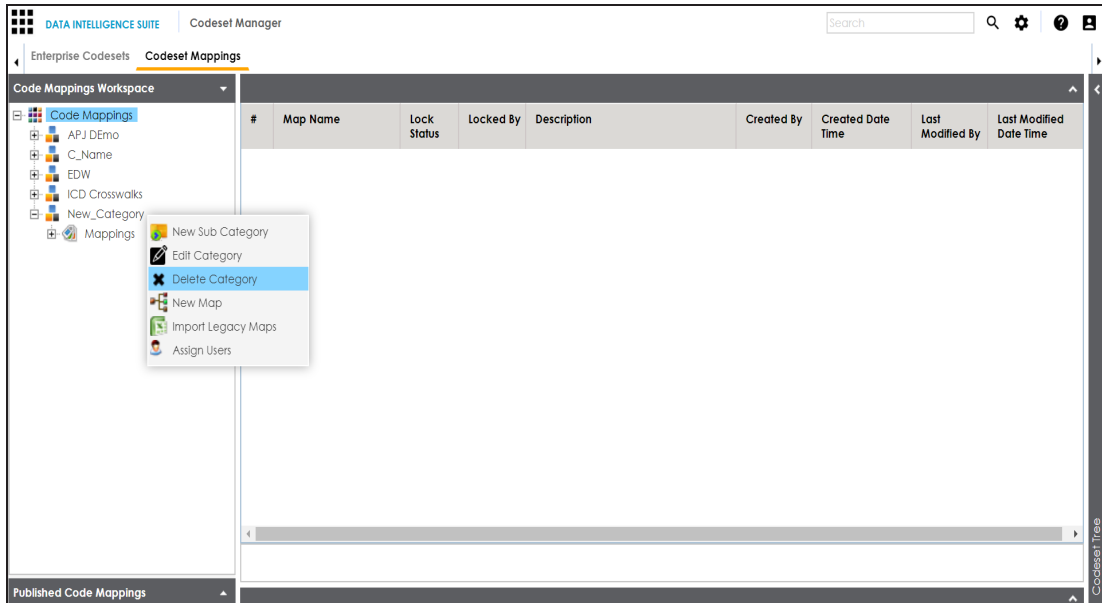 DATA INTELLIGENCE SUITE Codeset Manager Search
Enterprise Codesets Codeset Mappings
Code Mappings Workspace
Code Mappings
APJ DEmo
C_Name
EDW
ICD Crosswalks
New_Category
Mappings
New Sub Category
Edit Category
Delete Category
New Map
Import Legacy Maps
Assign Users
# Map Name Lock Status Locked By Description Created By Created Date Time Last Modified By Last Modified Date Time
Codeset Tree
Published Code Mappings